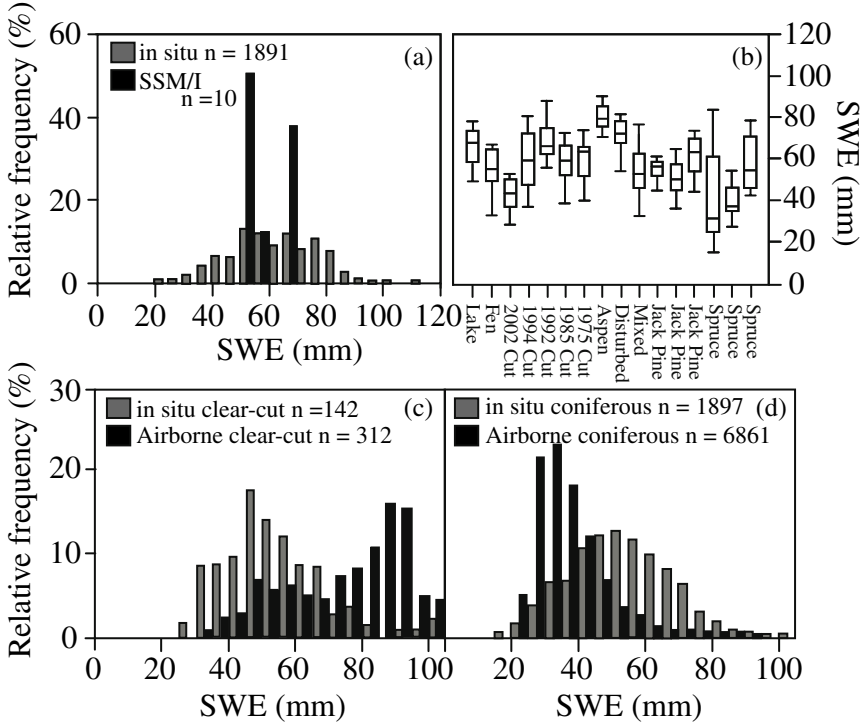 Relative frequency (%)
60
40
20
0
in situ n = 1891
SSM/I
n =10
(a)
0 20 40 60 80 100 120
SWE (mm)
(b)
120
100
80
60
40
20
0
SWE (mm)
Lake
Fen
2002 Cut
1994 Cut
1992 Cut
1985 Cut
1975 Cut
Aspen
Disturbed
Mixed
Jack Pine
Jack Pine
Jack Pine
Spruce
Spruce
Spruce
Relative frequency (%)
30
20
10
0
in situ clear-cut n =142
Airborne clear-cut n = 312
(c)
0 20 40 60 80 100
SWE (mm)
in situ coniferous n = 1897
Airborne coniferous n = 6861
(d)
20 40 60 80 100
SWE (mm)